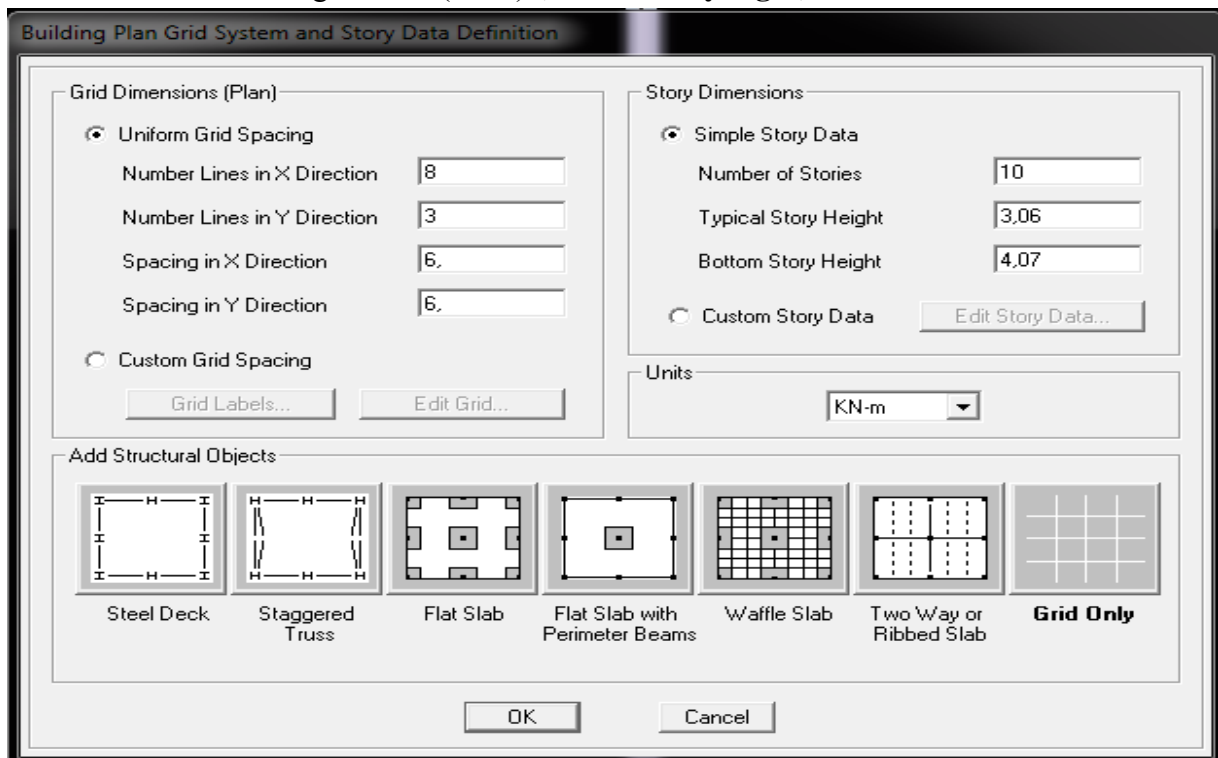 Building Plan Grid System and Story Data Definition
Grid Dimensions (Plan)
Uniform Grid Spacing
Number Lines in X Direction 8
Number Lines in Y Direction 3
Spacing in X Direction 6,
Spacing in Y Direction 6,
Custom Grid Spacing
Grid Labels... Edit Grid...
Story Dimensions
Simple Story Data
Number of Stories 10
Typical Story Height 3,06
Bottom Story Height 4,07
Custom Story Data Edit Story Data...
Units
KN-m
Add Structural Objects
Steel Deck
Staggered
Truss
Flat Slab
Flat Slab with
Perimeter Beams
Waffle Slab
Two Way or
Ribbed Slab
Grid Only
OK Cancel